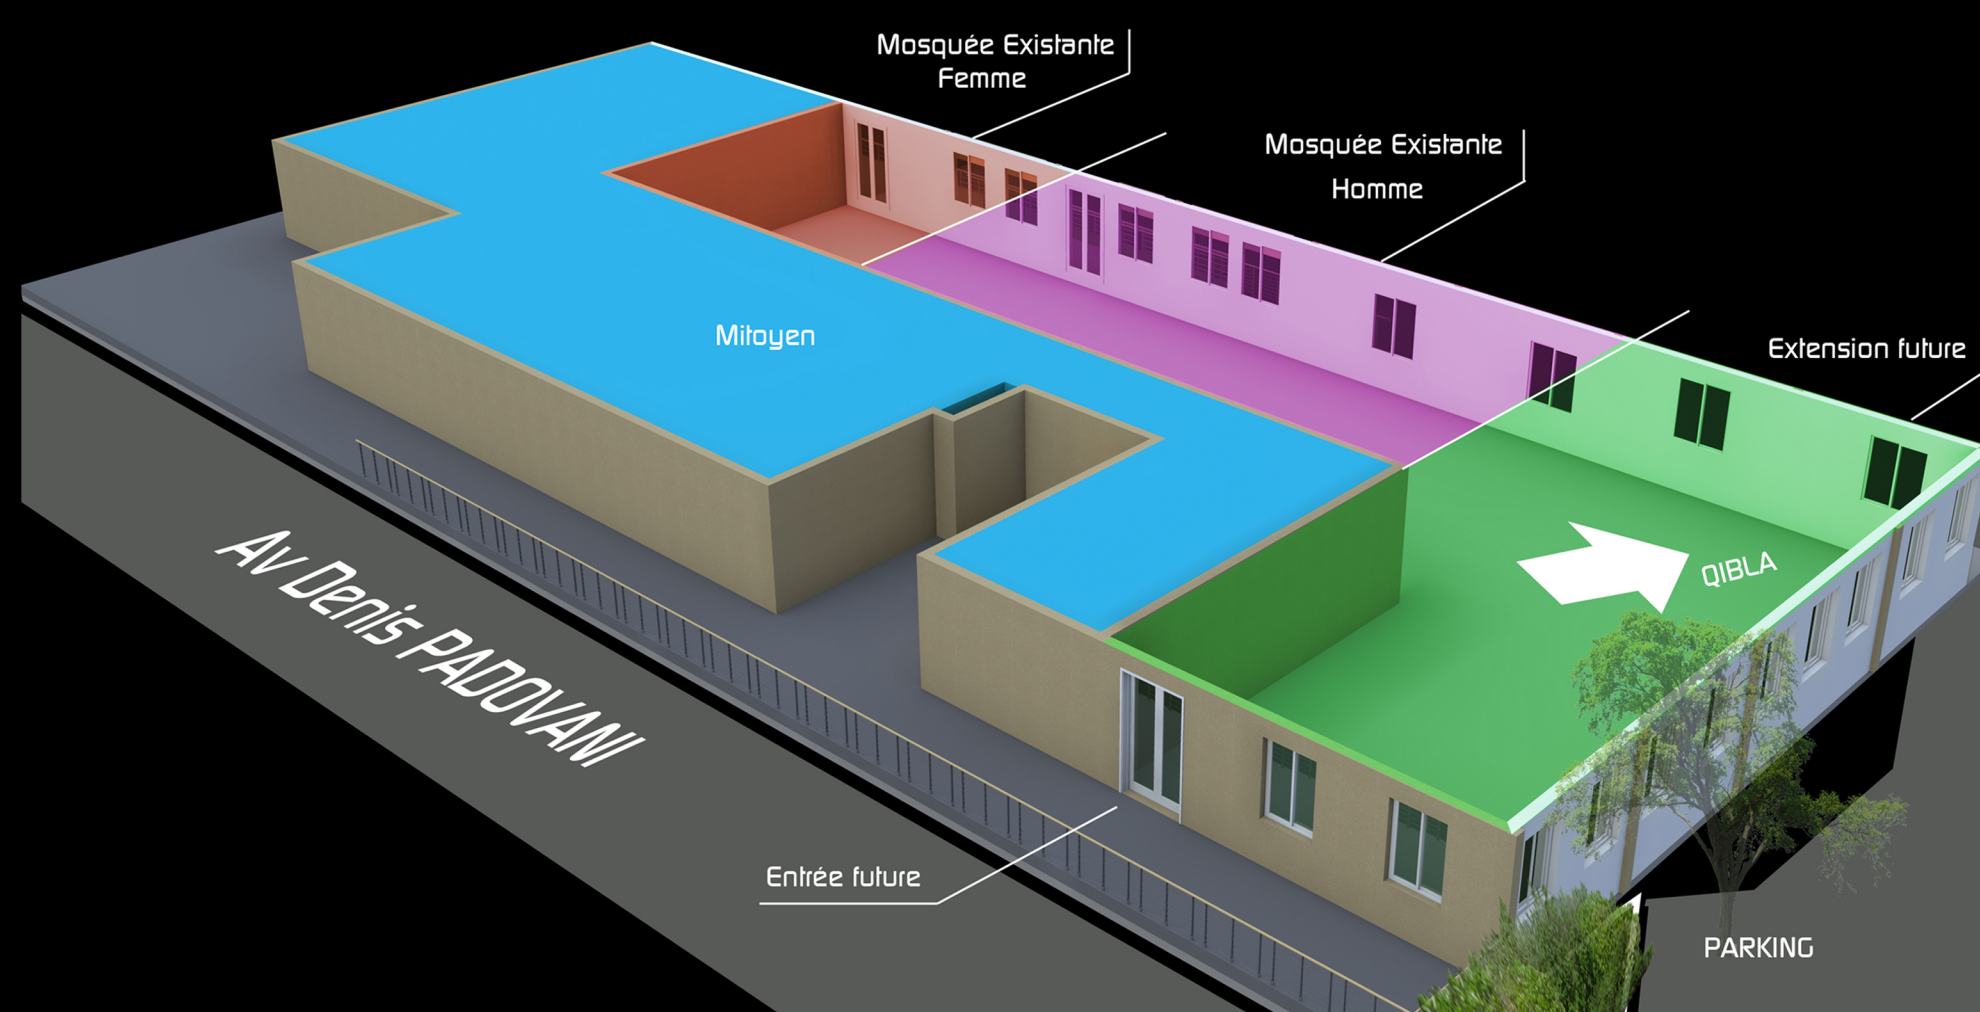 Mosquée Existante
Femme
Mosquée Existante
Homme
Extension future
Mitoyen
QIBLA
Av Denis PADOVANI
Entrée future
PARKING